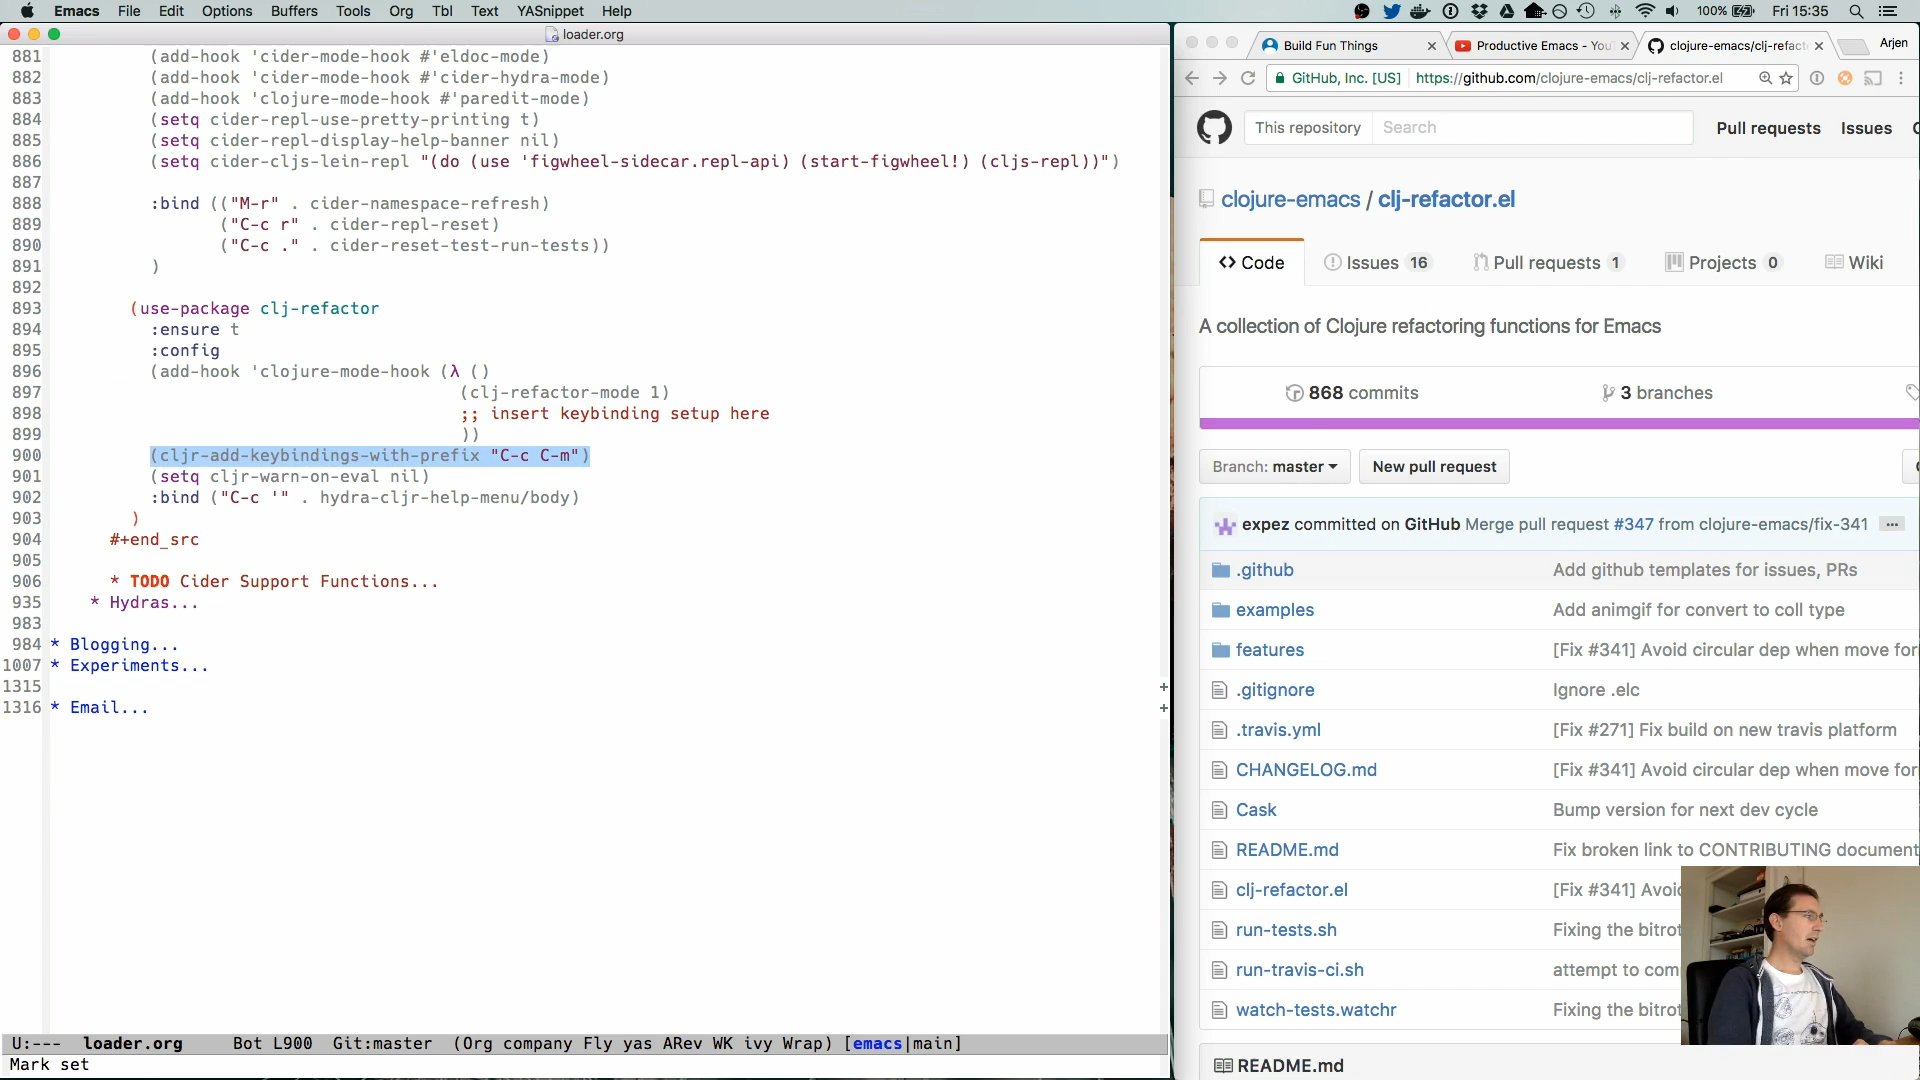 Emacs File Edit Options Buffers Tools Org Tbl Text YASnippet Help
100% Fri 15:35
loader.org
881 (add-hook 'cider-mode-hook #'eldoc-mode)
882 (add-hook 'cider-mode-hook #'cider-hydra-mode)
883 (add-hook 'clojure-mode-hook #'paredit-mode)
884 (setq cider-repl-use-pretty-printing t)
885 (setq cider-repl-display-help-banner nil)
886 (setq cider-cljs-lein-repl "(do (use 'figwheel-sidecar.repl-api) (start-figwheel!) (cljs-repl))")
887
888 :bind (("M-r" . cider-namespace-refresh)
889 ("C-c r" . cider-repl-reset)
890 ("C-c ." . cider-reset-test-run-tests))
891 )
892
893 (use-package clj-refactor
894 :ensure t
895 :config
896 (add-hook 'clojure-mode-hook (λ ()
897 (clj-refactor-mode 1)
898 ;; insert keybinding setup here
899 ))
900 (cljr-add-keybindings-with-prefix "C-c C-m")
901 (setq cljr-warn-on-eval nil)
902 :bind ("C-c '" . hydra-cljr-help-menu/body)
903 )
904 #+end_src
905
906 * TODO Cider Support Functions...
935 * Hydras...
983
984 * Blogging...
1007 * Experiments...
1315
1316 * Email...
U:--- loader.org Bot L900 Git:master (Org company Fly yas ARev WK ivy Wrap) [emacs|main]
Mark set
Build Fun Things
Productive Emacs - You
clojure-emacs/clj-refact
Arjen
GitHub, Inc. [US] https://github.com/clojure-emacs/clj-refactor.el
This repository Search Pull requests Issues
clojure-emacs / clj-refactor.el
Code Issues 16 Pull requests 1 Projects 0 Wiki
A collection of Clojure refactoring functions for Emacs
868 commits 3 branches
Branch: master New pull request
expez committed on GitHub Merge pull request #347 from clojure-emacs/fix-341 ...
.github Add github templates for issues, PRs
examples Add animgif for convert to coll type
features [Fix #341] Avoid circular dep when move for
.gitignore Ignore .elc
.travis.yml [Fix #271] Fix build on new travis platform
CHANGELOG.md [Fix #341] Avoid circular dep when move for
Cask Bump version for next dev cycle
README.md Fix broken link to CONTRIBUTING document
clj-refactor.el [Fix #341] Avoi
run-tests.sh Fixing the bitrot
run-travis-ci.sh attempt to com
watch-tests.watchr Fixing the bitrot
README.md